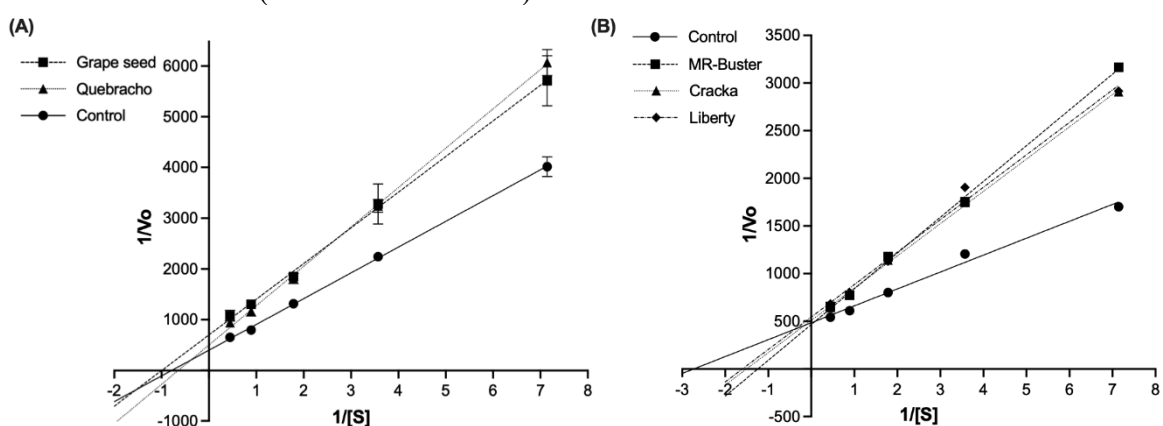 (A)
Grape seed
Quebracho
Control
6000
5000
4000
3000
2000
1000
-1000
-2 -1 0 1 2 3 4 5 6 7 8
1/Vo
1/[S]
(B)
Control
MR-Buster
Cracka
Liberty
3500
3000
2500
2000
1500
1000
500
-500
-3 -2 -1 0 1 2 3 4 5 6 7 8
1/Vo
1/[S]